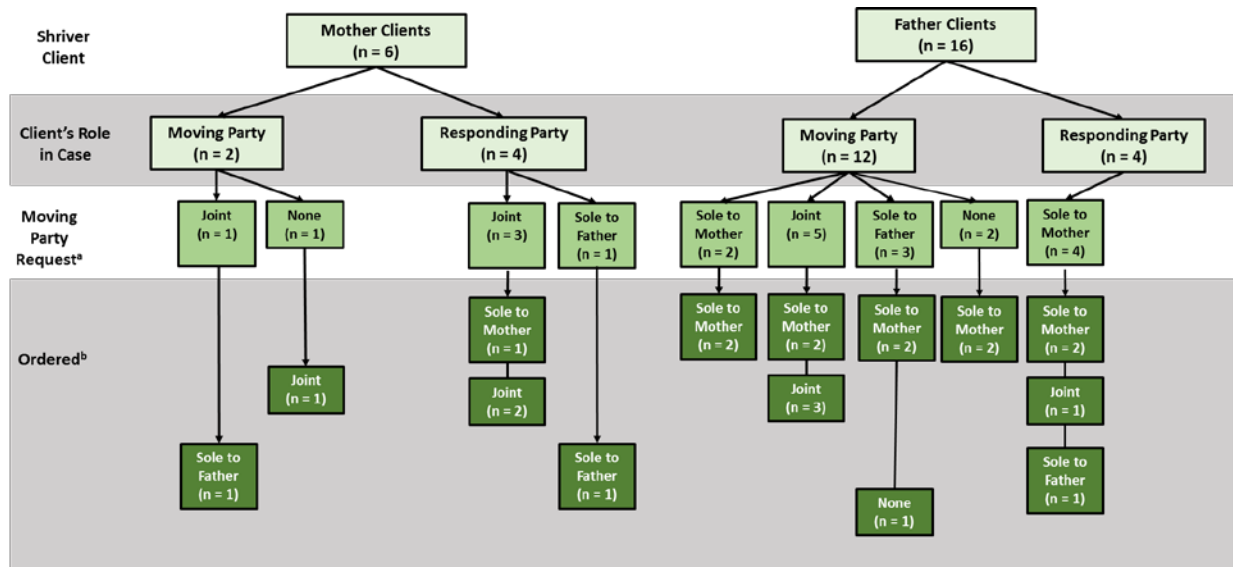 Shriver
Client
Mother Clients
(n = 6)
Father Clients
(n = 16)
Client’s Role
in Case
Moving Party
(n = 2)
Responding Party
(n = 4)
Moving Party
(n = 12)
Responding Party
(n = 4)
Moving
Party
Requestᵃ
Joint
(n = 1)
None
(n = 1)
Joint
(n = 3)
Sole to
Father
(n = 1)
Sole to
Mother
(n = 2)
Joint
(n = 5)
Sole to
Father
(n = 3)
None
(n = 2)
Sole to
Mother
(n = 4)
Orderedᵇ
Sole to
Father
(n = 1)
Joint
(n = 1)
Sole to
Mother
(n = 1)
Joint
(n = 2)
Sole to
Father
(n = 1)
Sole to
Mother
(n = 2)
Sole to
Mother
(n = 2)
Joint
(n = 3)
Sole to
Mother
(n = 2)
None
(n = 1)
Sole to
Mother
(n = 2)
Sole to
Mother
(n = 2)
Joint
(n = 1)
Sole to
Father
(n = 1)